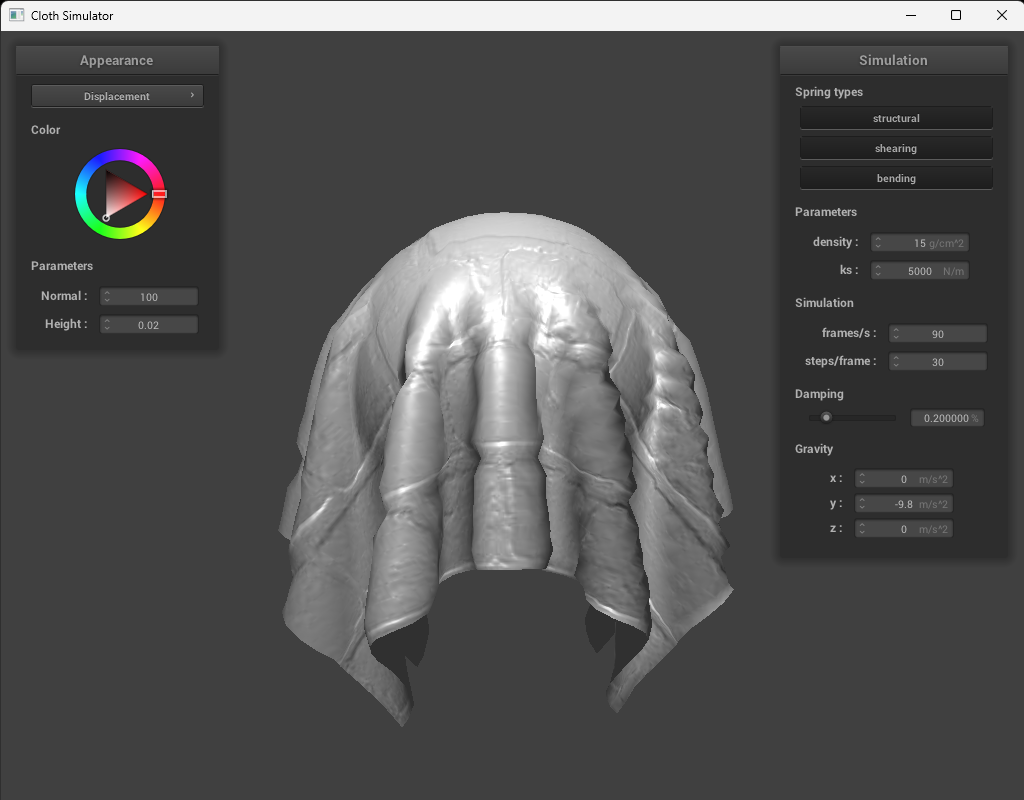 Cloth Simulator
Appearance
Displacement
Color
Parameters
Normal : 100
Height : 0.02
Simulation
Spring types
structural
shearing
bending
Parameters
density : 15 g/cm^2
ks : 5000 N/m
Simulation
frames/s : 90
steps/frame : 30
Damping
0.200000 %
Gravity
x : 0 m/s^2
y : -9.8 m/s^2
z : 0 m/s^2